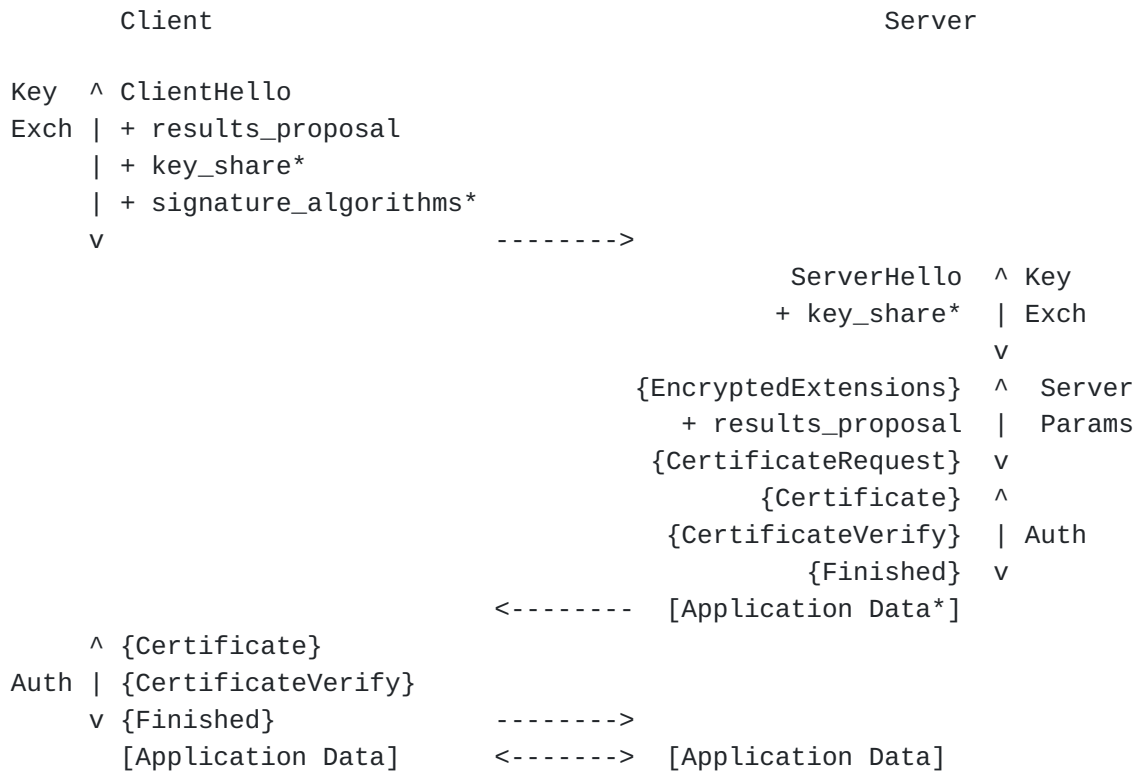 Client                                           Server

Key  ^ ClientHello
Exch | + results_proposal
     | + key_share*
     | + signature_algorithms*
     v                         -------->
                                                  ServerHello  ^ Key
                                                 + key_share*  | Exch
                                                               v
                                        {EncryptedExtensions}  ^  Server
                                           + results_proposal  |  Params
                                         {CertificateRequest}  v
                                                {Certificate}  ^
                                          {CertificateVerify}  | Auth
                                                   {Finished}  v
                               <--------  [Application Data*]
     ^ {Certificate}
Auth | {CertificateVerify}
     v {Finished}              -------->
       [Application Data]      <------->  [Application Data]